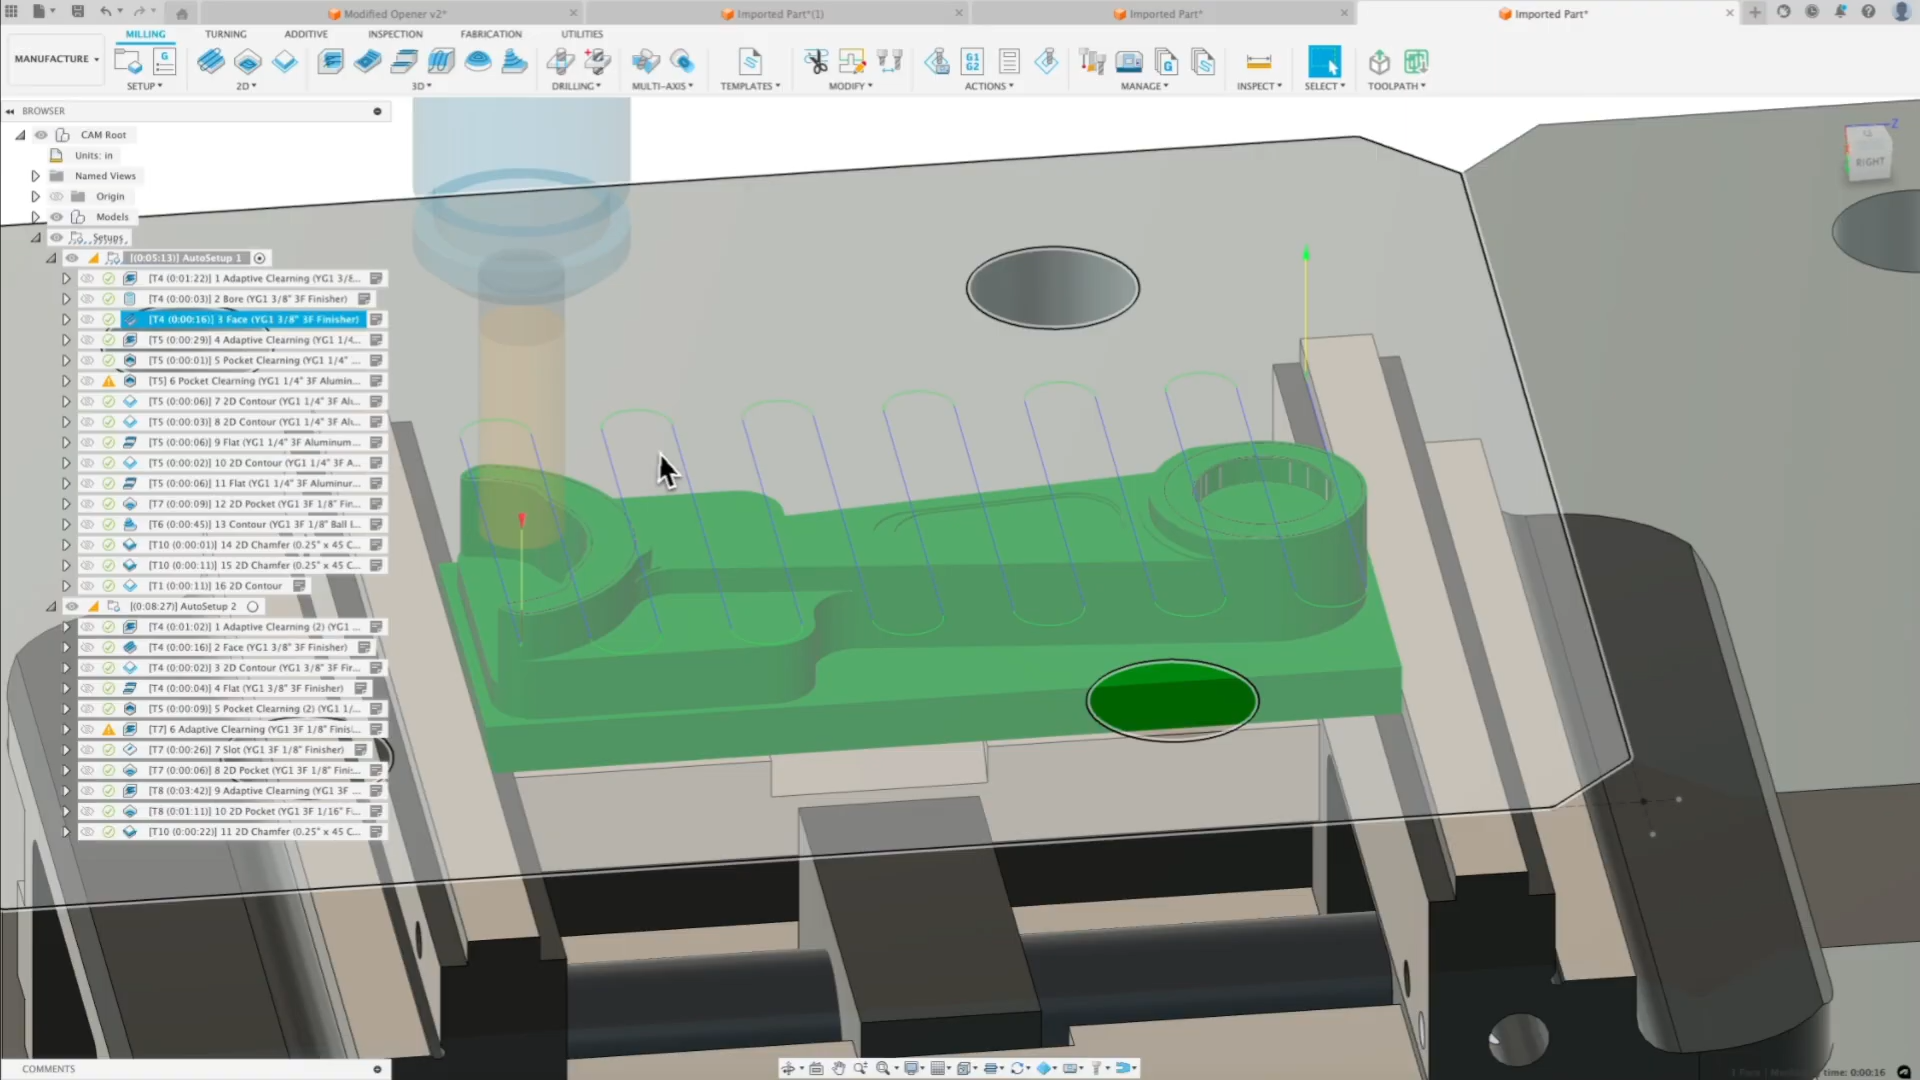 Modified Opener v2*
Imported Part*(1)
Imported Part*
Imported Part*
MANUFACTURE
MILLING
TURNING
ADDITIVE
INSPECTION
FABRICATION
UTILITIES
G
G1
G2
G
SETUP
2D
3D
DRILLING
MULTI-AXIS
TEMPLATES
MODIFY
ACTIONS
MANAGE
INSPECT
SELECT
TOOLPATH
BROWSER
CAM Root
Units: in
Named Views
Origin
Models
Setups
[(0:05:13)] AutoSetup 1
[T4 (0:01:22)] 1 Adaptive Clearning (YG1 3/8...
[T4 (0:00:03)] 2 Bore (YG1 3/8" 3F Finisher)
[T4 (0:00:16)] 3 Face (YG1 3/8" 3F Finisher)
[T5 (0:00:29)] 4 Adaptive Clearning (YG1 1/4...
[T5 (0:00:01)] 5 Pocket Clearning (YG1 1/4" ...
[T5] 6 Pocket Clearning (YG1 1/4" 3F Alumin...
[T5 (0:00:06)] 7 2D Contour (YG1 1/4" 3F Alu...
[T5 (0:00:03)] 8 2D Contour (YG1 1/4" 3F Alu...
[T5 (0:00:06)] 9 Flat (YG1 1/4" 3F Aluminum...
[T5 (0:00:02)] 10 2D Contour (YG1 1/4" 3F A...
[T5 (0:00:06)] 11 Flat (YG1 1/4" 3F Aluminur...
[T7 (0:00:09)] 12 2D Pocket (YG1 3F 1/8" Fin...
[T6 (0:00:45)] 13 Contour (YG1 3F 1/8" Ball ...
[T10 (0:00:01)] 14 2D Chamfer (0.25" x 45 C...
[T10 (0:00:11)] 15 2D Chamfer (0.25" x 45 C...
[T1 (0:00:11)] 16 2D Contour
[(0:08:27)] AutoSetup 2
[T4 (0:01:02)] 1 Adaptive Clearning (2) (YG1 ...
[T4 (0:00:16)] 2 Face (YG1 3/8" 3F Finisher)
[T4 (0:00:02)] 3 2D Contour (YG1 3/8" 3F Fir...
[T4 (0:00:04)] 4 Flat (YG1 3/8" 3F Finisher)
[T5 (0:00:09)] 5 Pocket Clearning (2) (YG1 1/...
[T7] 6 Adaptive Clearning (YG1 3F 1/8" Finis...
[T7 (0:00:26)] 7 Slot (YG1 3F 1/8" Finisher)
[T7 (0:00:06)] 8 2D Pocket (YG1 3F 1/8" Fini...
[T8 (0:03:42)] 9 Adaptive Clearning (YG1 3F ...
[T8 (0:01:11)] 10 2D Pocket (YG1 3F 1/16" F...
[T10 (0:00:22)] 11 2D Chamfer (0.25" x 45 C...
Z
RIGHT
COMMENTS
time: 0:00:16